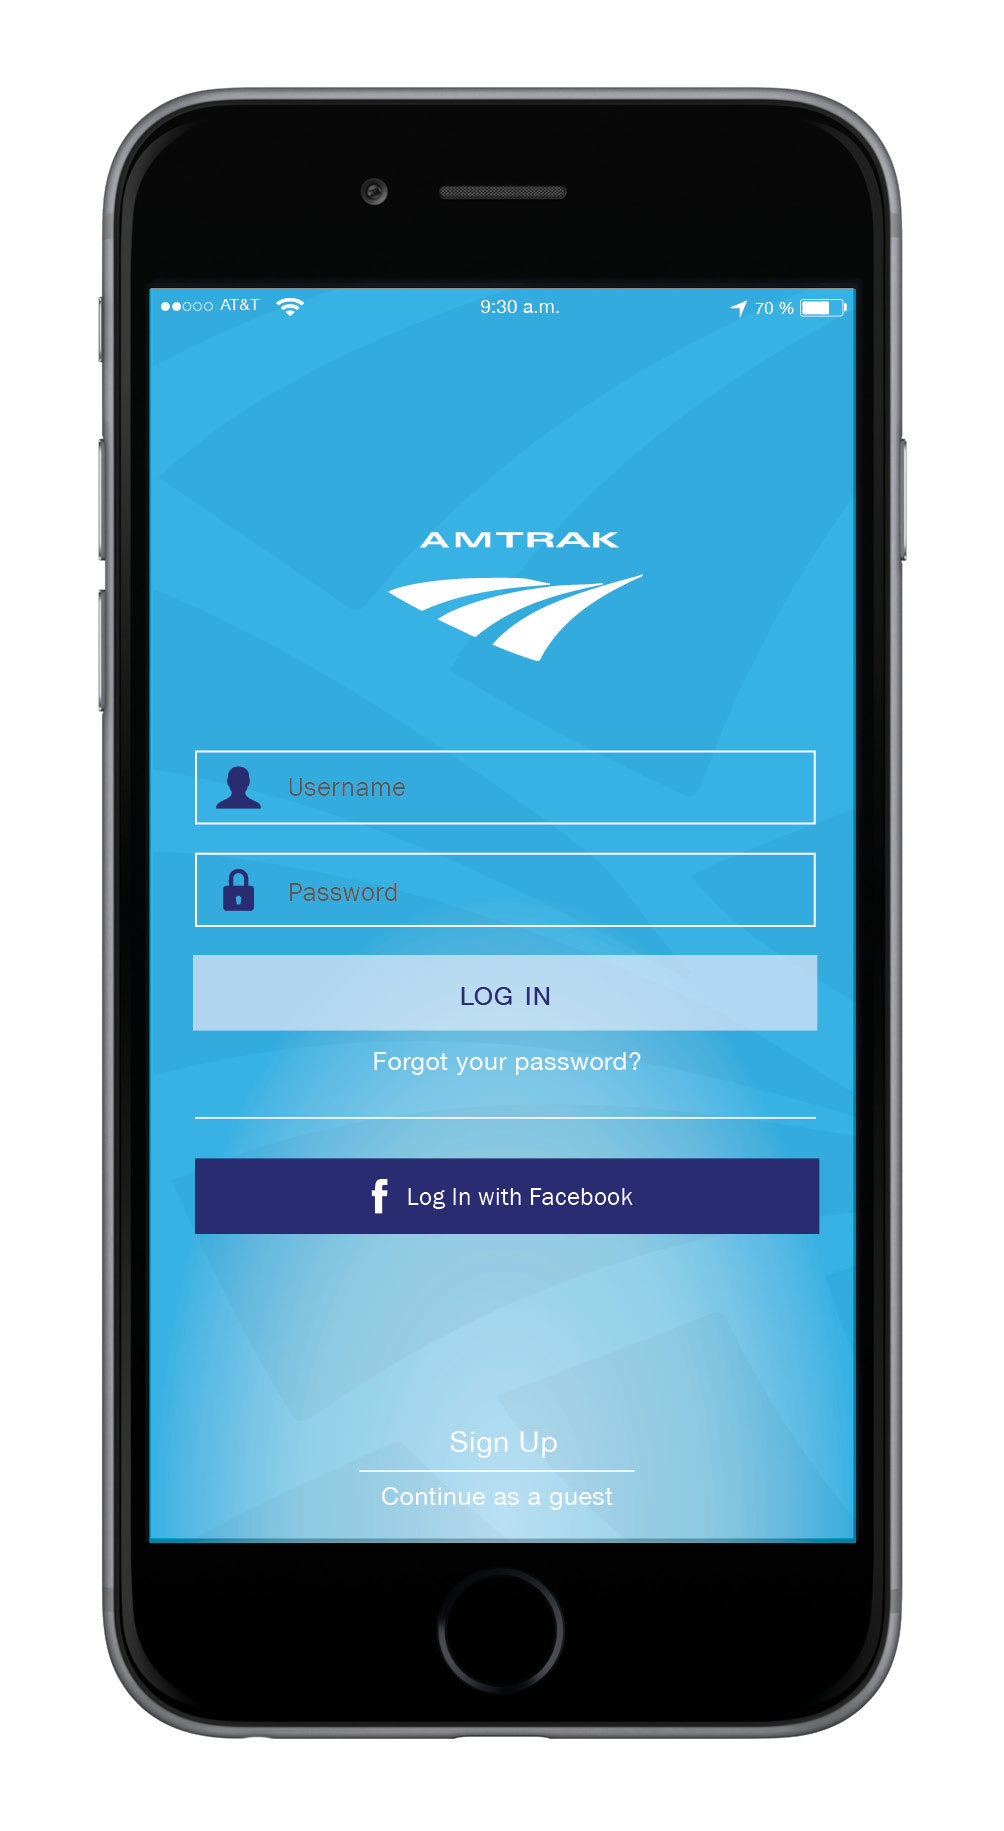 AT&T 9:30 a.m. 70 %
AMTRAK
Username
Password
LOG IN
Forgot your password?
f Log In with Facebook
Sign Up
Continue as a guest